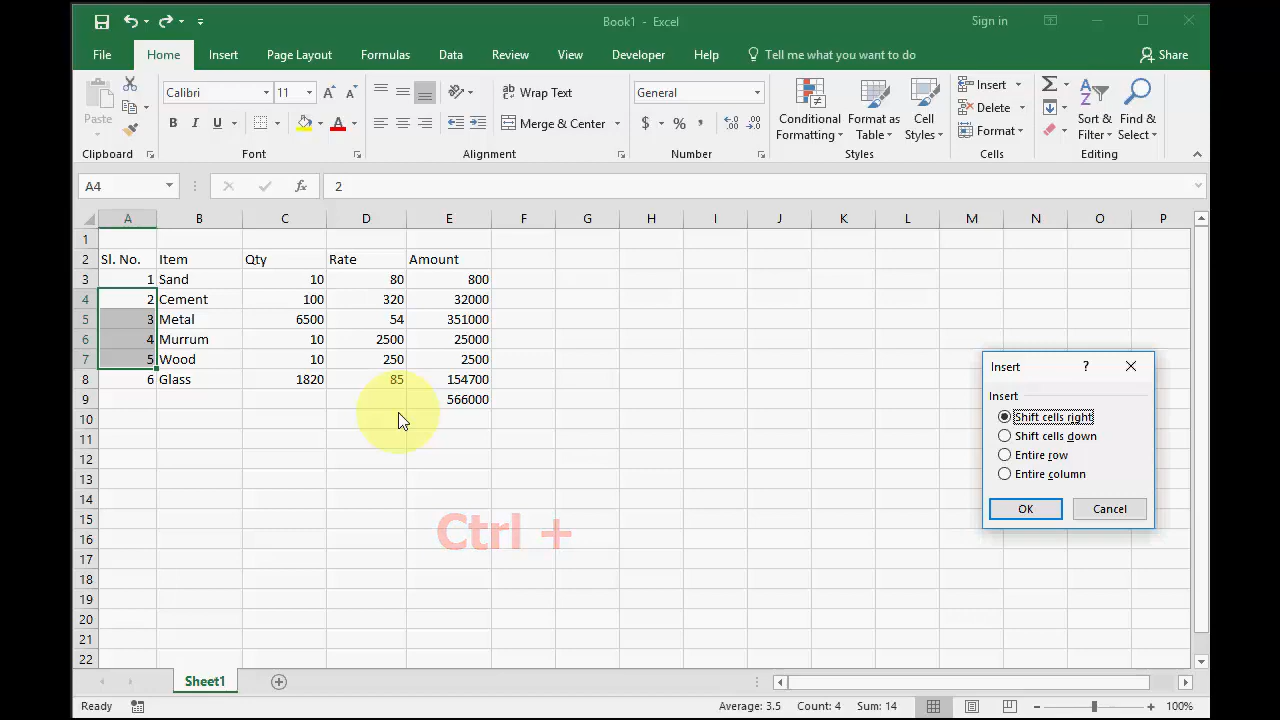 Book1 - Excel
Sign in
File Home Insert Page Layout Formulas Data Review View Developer Help Tell me what you want to do Share
Paste
Calibri 11
Wrap Text
Merge & Center
General
Conditional Formatting
Format as Table
Cell Styles
Insert
Delete
Format
Sort & Filter
Find & Select
Clipboard Font Alignment Number Styles Cells Editing
A4 fx 2
A B C D E F G H I J K L M N O P
1
2 Sl. No. Item Qty Rate Amount
3 1 Sand 10 80 800
4 2 Cement 100 320 32000
5 3 Metal 6500 54 351000
6 4 Murrum 10 2500 25000
7 5 Wood 10 250 2500
8 6 Glass 1820 85 154700
9 566000
10
11
12
13
14
15
16
17
18
19
20
21
22
Ctrl +
Insert ?
Insert
Shift cells right
Shift cells down
Entire row
Entire column
OK Cancel
Sheet1
Ready Average: 3.5 Count: 4 Sum: 14 100%